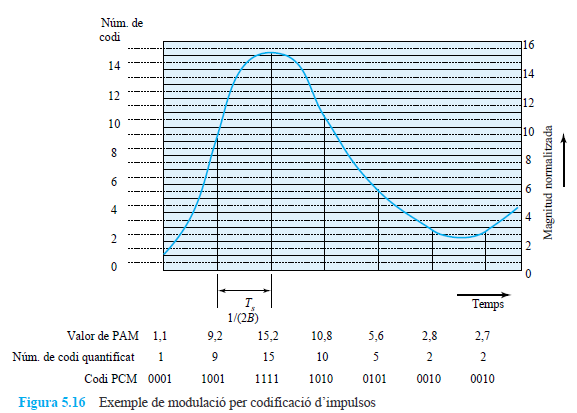 Núm. de
codi
14
12
10
8
6
4
2
0
16
14
12
10
8
6
4
2
0
Magnitud normalitzada
Ts
1/(2B)
Temps
Valor de PAM 1,1 9,2 15,2 10,8 5,6 2,8 2,7
Núm. de codi quantificat 1 9 15 10 5 2 2
Codi PCM 0001 1001 1111 1010 0101 0010 0010
Figura 5.16 Exemple de modulació per codificació d’impulsos